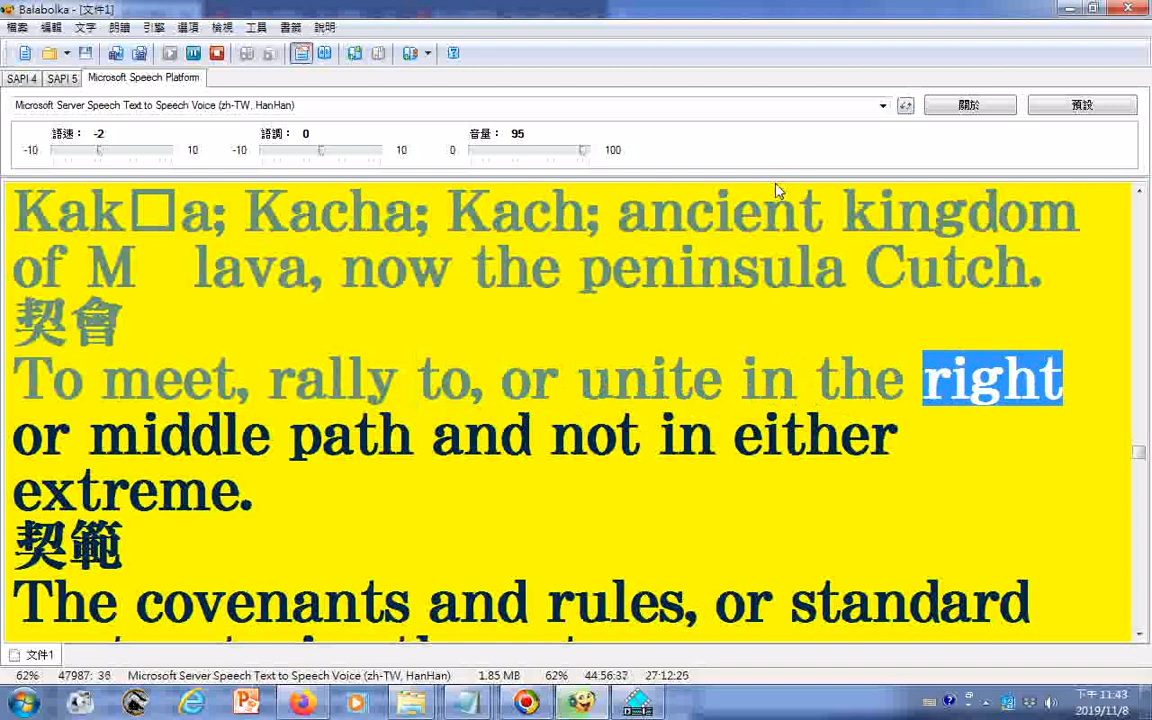 Balabolka - [文件1]
檔案 編輯 文字 朗讀 引擎 選項 檢視 工具 書籤 說明
SAPI 4 SAPI 5 Microsoft Speech Platform
Microsoft Server Speech Text to Speech Voice (zh-TW, HanHan) 關於 預設
語速： -2 語調： 0 音量： 95
-10 10 -10 10 0 100
Kak□a; Kacha; Kach; ancient kingdom
of M lava, now the peninsula Cutch.
契會
To meet, rally to, or unite in the right
or middle path and not in either
extreme.
契範
The covenants and rules, or standard
文件1
62% 47987: 36 Microsoft Server Speech Text to Speech Voice (zh-TW, HanHan) 1.85 MB 62% 44:56:37 27:12:26
下午 11:43
2019/11/8